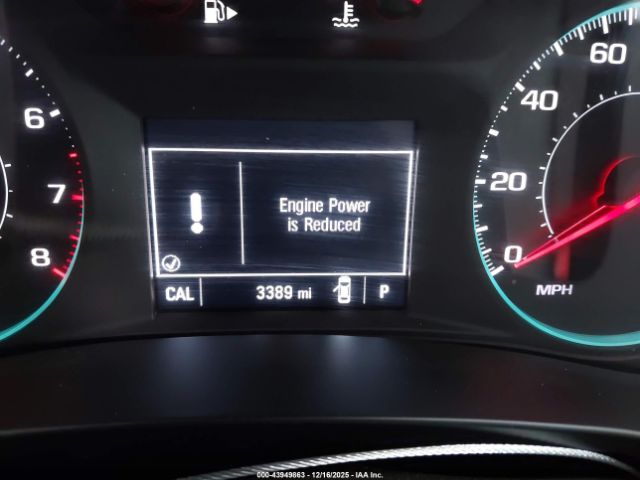 60
6
40
Engine Power
is Reduced
7
20
8
0
CAL
3389 mi
P
MPH
000-43949863 | 12/16/2025 - IAA Inc.